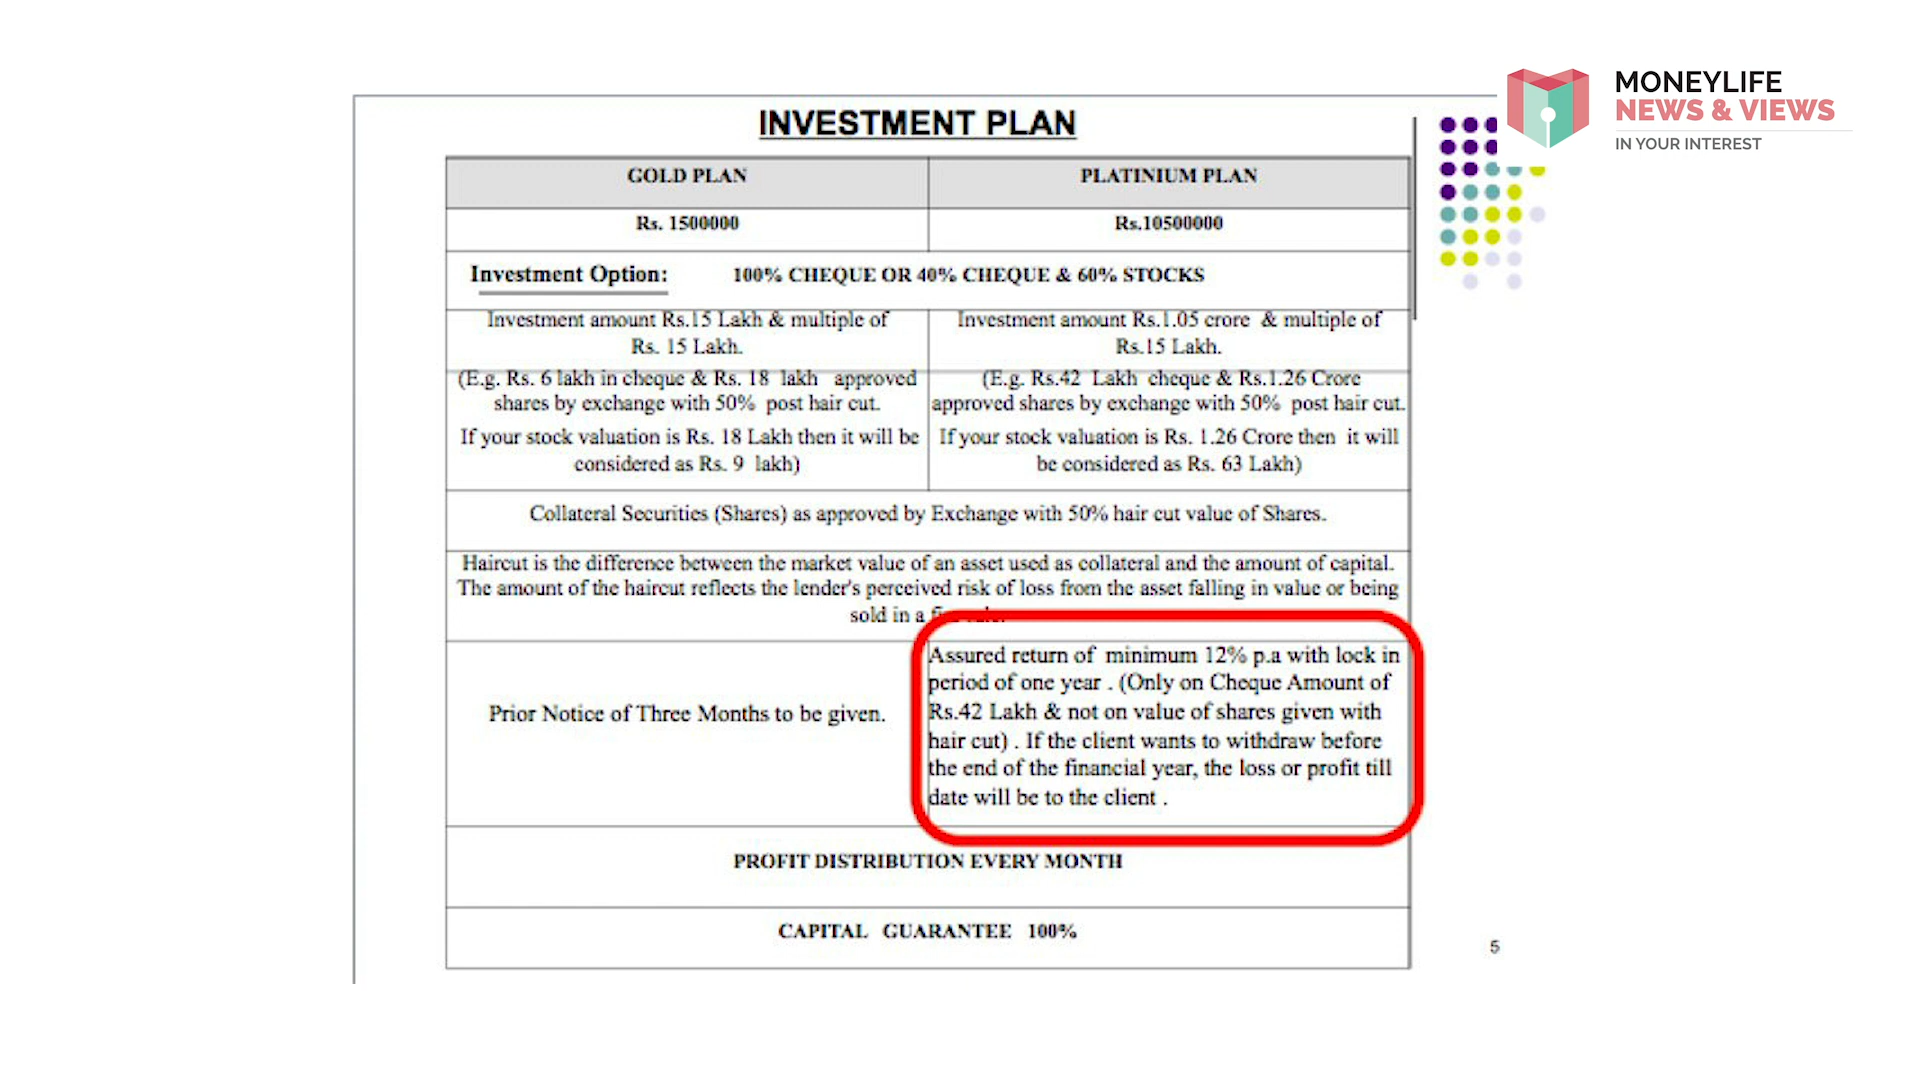 MONEYLIFE
NEWS & VIEWS
IN YOUR INTEREST
INVESTMENT PLAN
GOLD PLAN
PLATINIUM PLAN
Rs. 1500000
Rs.10500000
Investment Option: 100% CHEQUE OR 40% CHEQUE & 60% STOCKS
Investment amount Rs.15 Lakh & multiple of
Rs. 15 Lakh.
Investment amount Rs.1.05 crore & multiple of
Rs.15 Lakh.
(E.g. Rs. 6 lakh in cheque & Rs. 18 lakh approved
shares by exchange with 50% post hair cut.
If your stock valuation is Rs. 18 Lakh then it will be
considered as Rs. 9 lakh)
(E.g. Rs.42 Lakh cheque & Rs.1.26 Crore
approved shares by exchange with 50% post hair cut.
If your stock valuation is Rs. 1.26 Crore then it will
be considered as Rs. 63 Lakh)
Collateral Securities (Shares) as approved by Exchange with 50% hair cut value of Shares.
Haircut is the difference between the market value of an asset used as collateral and the amount of capital.
The amount of the haircut reflects the lender's perceived risk of loss from the asset falling in value or being
sold in a
Prior Notice of Three Months to be given.
Assured return of minimum 12% p.a with lock in
period of one year . (Only on Cheque Amount of
Rs.42 Lakh & not on value of shares given with
hair cut) . If the client wants to withdraw before
the end of the financial year, the loss or profit till
date will be to the client .
PROFIT DISTRIBUTION EVERY MONTH
CAPITAL GUARANTEE 100%
5